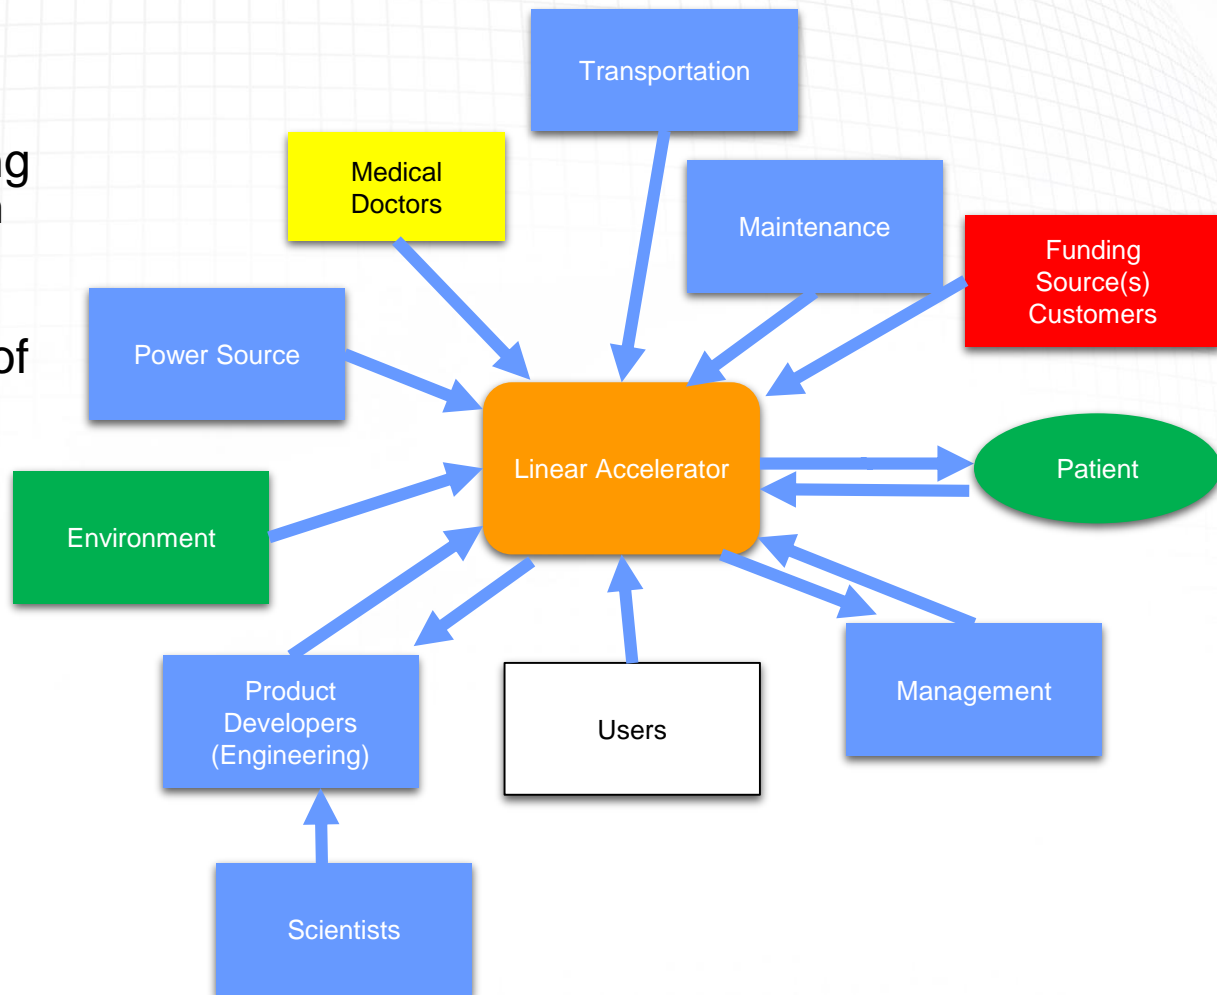 Transportation
Medical
Doctors
Maintenance
Funding
Source(s)
Customers
Power Source
of
Linear Accelerator
Patient
Environment
Product
Developers
(Engineering)
Users
Management
Scientists